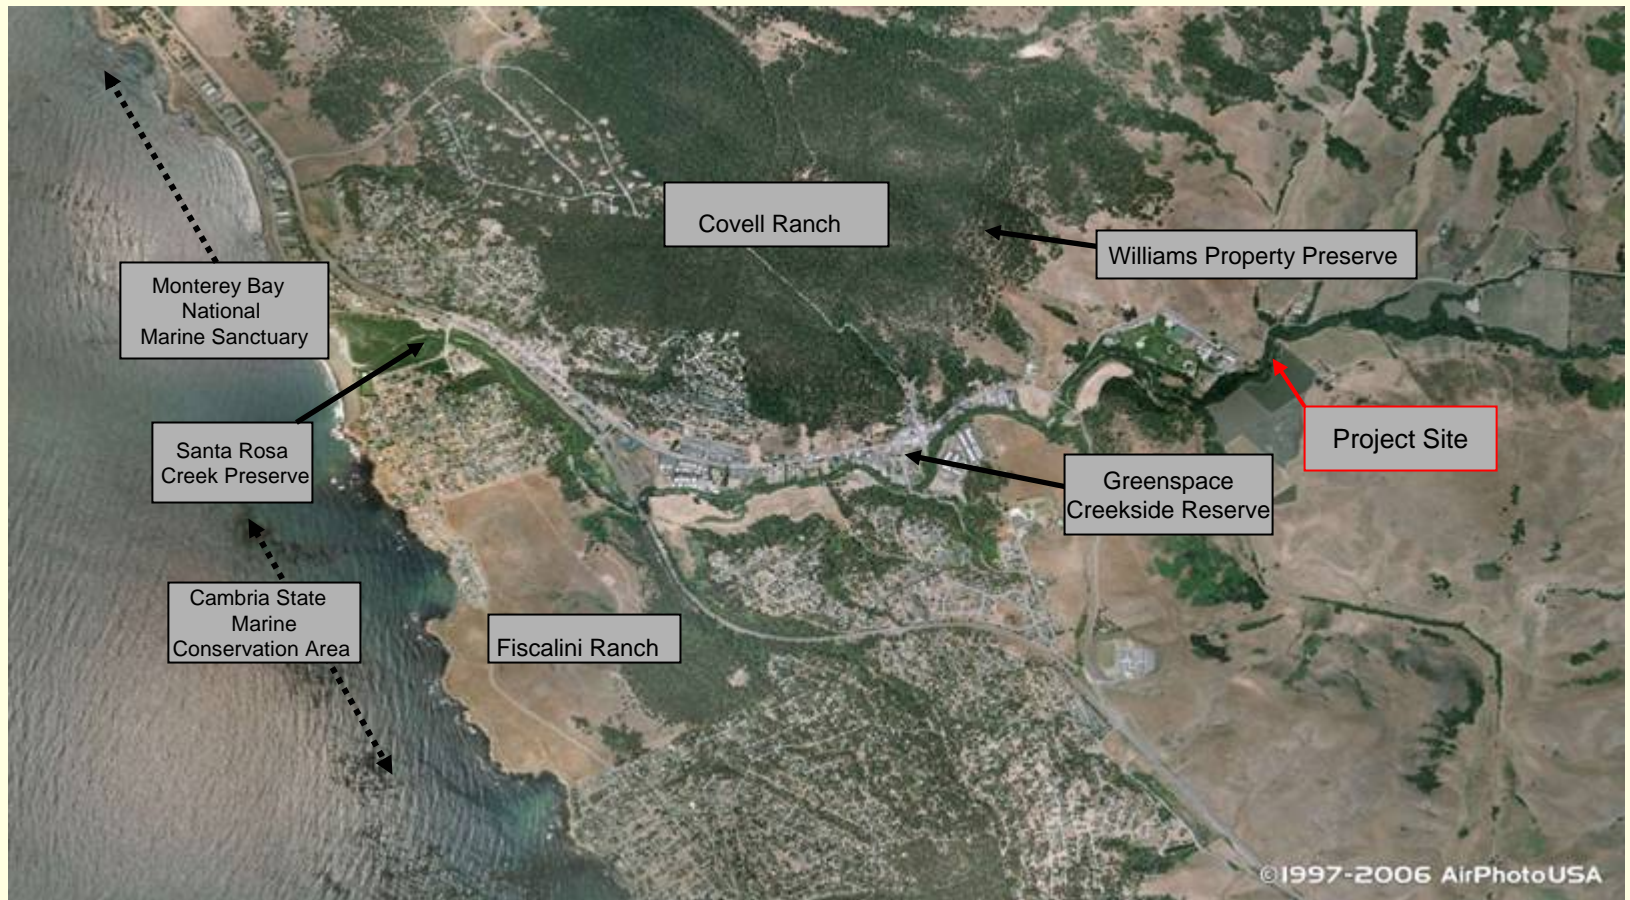 Covell Ranch
Williams Property Preserve
Monterey Bay
National
Marine Sanctuary
Project Site
Santa Rosa
Creek Preserve
Greenspace
Creekside Reserve
Cambria State
Marine
Conservation Area
Fiscalini Ranch
©1997-2006 AirPhotoUSA